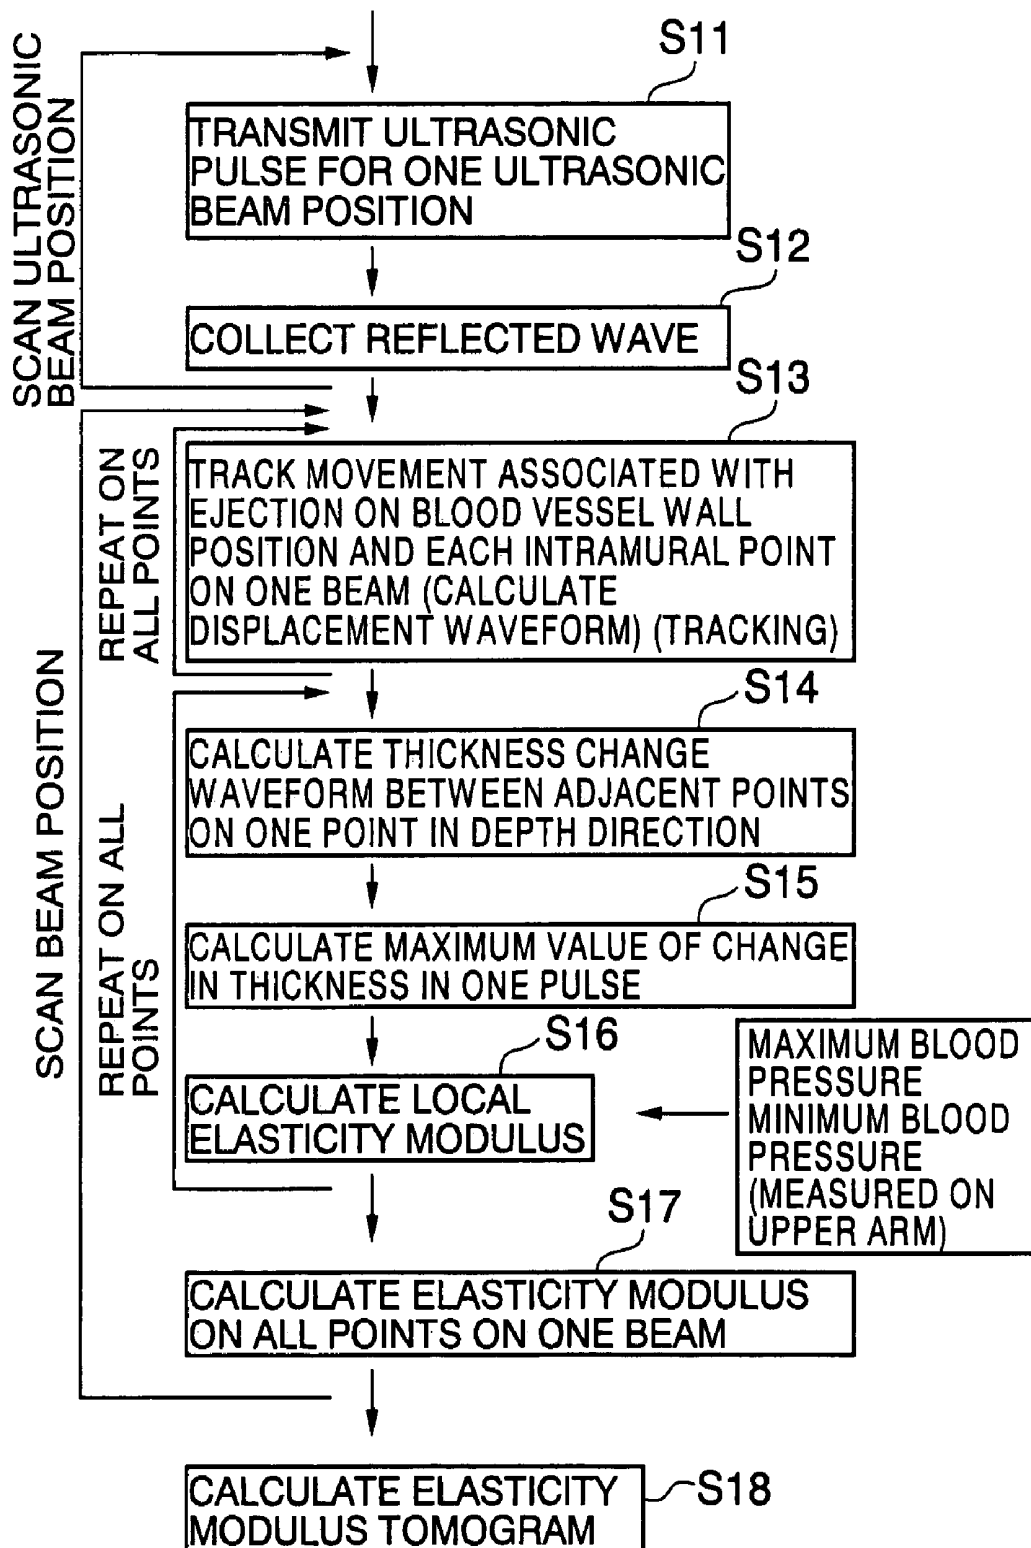 SCAN ULTRASONIC
BEAM POSITION
S11
TRANSMIT ULTRASONIC
PULSE FOR ONE ULTRASONIC
BEAM POSITION
S12
COLLECT REFLECTED WAVE
S13
SCAN BEAM POSITION
REPEAT ON
ALL POINTS
TRACK MOVEMENT ASSOCIATED WITH
EJECTION ON BLOOD VESSEL WALL
POSITION AND EACH INTRAMURAL POINT
ON ONE BEAM (CALCULATE
DISPLACEMENT WAVEFORM) (TRACKING)
S14
REPEAT ON ALL
POINTS
CALCULATE THICKNESS CHANGE
WAVEFORM BETWEEN ADJACENT POINTS
ON ONE POINT IN DEPTH DIRECTION
S15
CALCULATE MAXIMUM VALUE OF CHANGE
IN THICKNESS IN ONE PULSE
S16
CALCULATE LOCAL
ELASTICITY MODULUS
MAXIMUM BLOOD
PRESSURE
MINIMUM BLOOD
PRESSURE
(MEASURED ON
UPPER ARM)
S17
CALCULATE ELASTICITY MODULUS
ON ALL POINTS ON ONE BEAM
S18
CALCULATE ELASTICITY
MODULUS TOMOGRAM